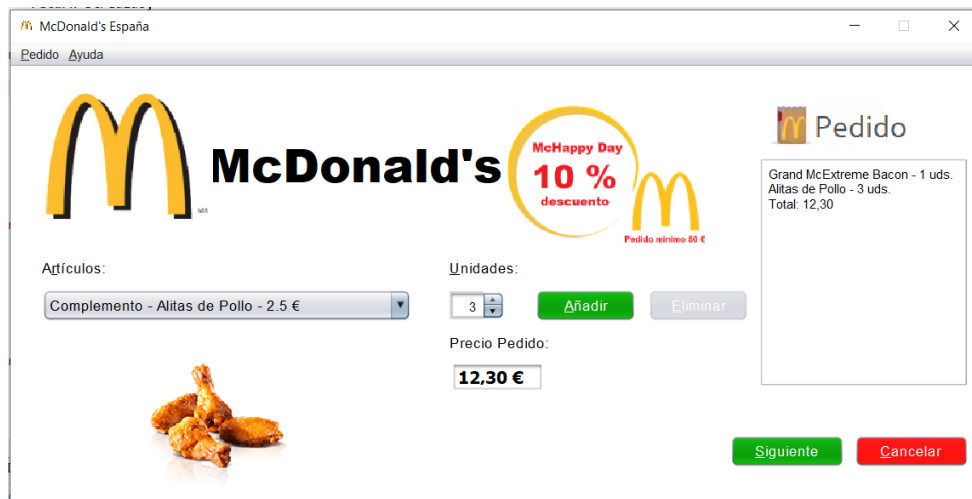 McDonald's España
Pedido Ayuda
McDonald's
MR
McHappy Day
10 %
descuento
Pedido mínimo 50 €
Pedido
Grand McExtreme Bacon - 1 uds.
Alitas de Pollo - 3 uds.
Total: 12,30
Artículos:
Complemento - Alitas de Pollo - 2.5 €
Unidades:
3
Añadir
Eliminar
Precio Pedido:
12,30 €
Siguiente
Cancelar